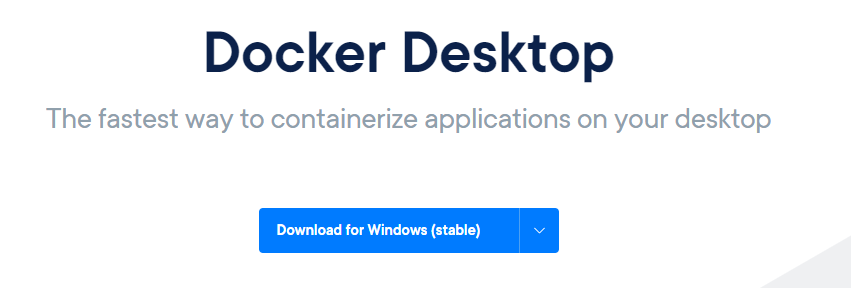 Docker Desktop
The fastest way to containerize applications on your desktop
Download for Windows (stable)